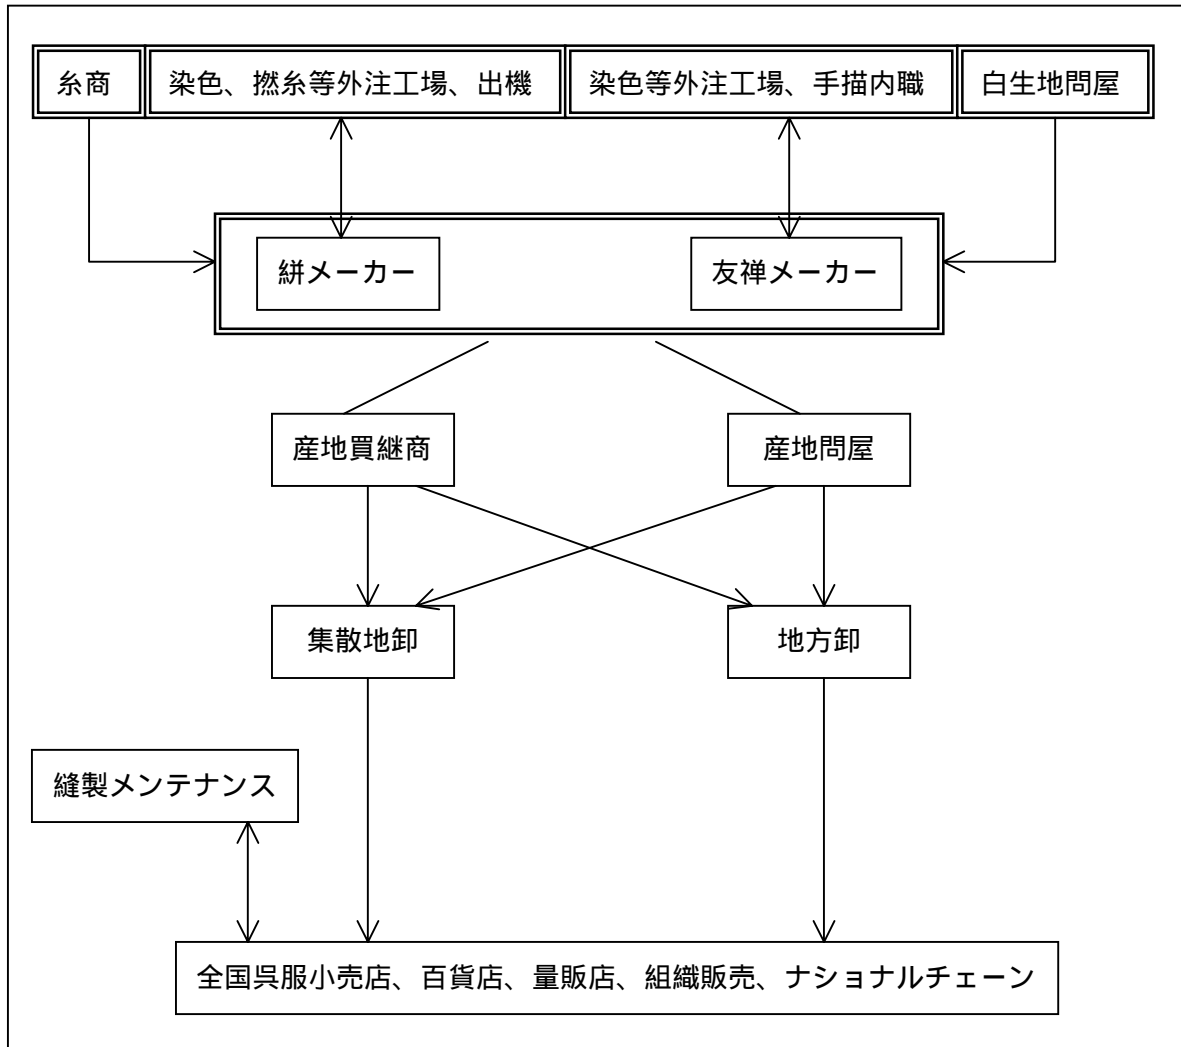 糸商
染色、撚糸等外注工場、出機
染色等外注工場、手描内職
白生地問屋
絣メーカー
友禅メーカー
産地買継商
産地問屋
集散地卸
地方卸
縫製メンテナンス
全国呉服小売店、百貨店、量販店、組織販売、ナショナルチェーン